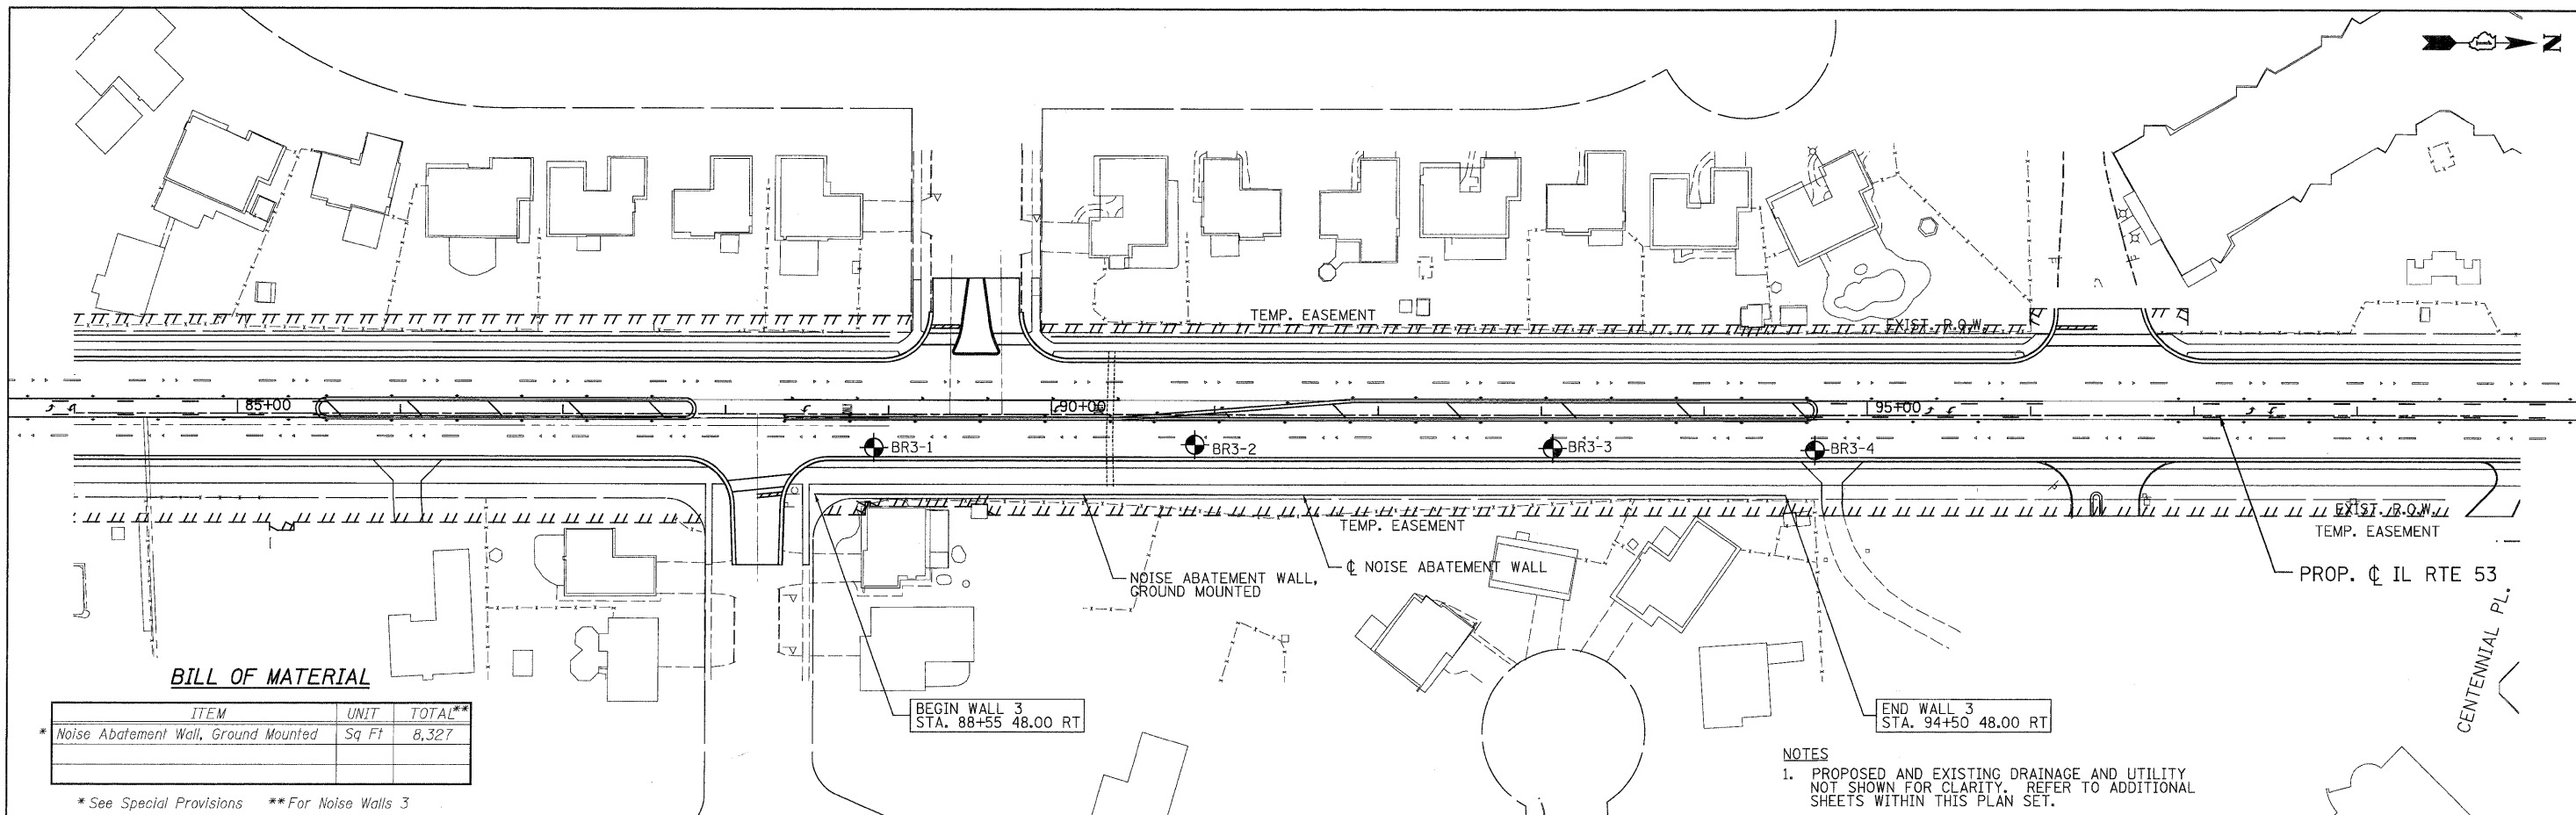 N
TEMP. EASEMENT
EXIST. R.O.W.
85+00
90+00
95+00
BR3-1
BR3-2
BR3-3
BR3-4
TEMP. EASEMENT
EXIST. R.O.W.
TEMP. EASEMENT
NOISE ABATEMENT WALL,
GROUND MOUNTED
℄ NOISE ABATEMENT WALL
PROP. ℄ IL RTE 53
CENTENNIAL PL.
BEGIN WALL 3
STA. 88+55 48.00 RT
END WALL 3
STA. 94+50 48.00 RT
BILL OF MATERIAL
ITEM UNIT TOTAL**
* Noise Abatement Wall, Ground Mounted Sq Ft 8,327
* See Special Provisions ** For Noise Walls 3
NOTES
1. PROPOSED AND EXISTING DRAINAGE AND UTILITY
NOT SHOWN FOR CLARITY. REFER TO ADDITIONAL
SHEETS WITHIN THIS PLAN SET.